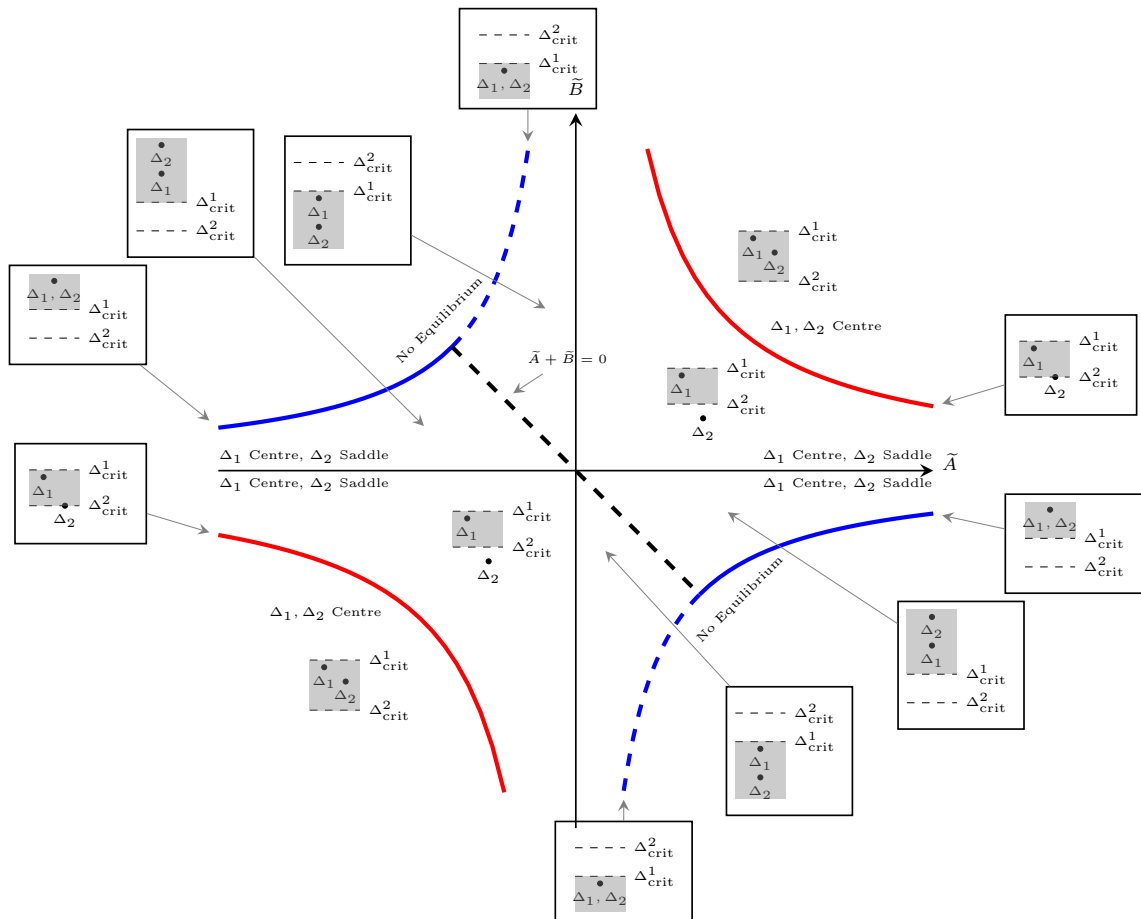 Δ²crit
Δ¹crit
Δ₁, Δ₂
B̃
Δ₂
Δ₁
Δ¹crit
Δ²crit
Δ²crit
Δ¹crit
Δ₁
Δ₂
Δ¹crit
Δ₁
Δ₂
Δ²crit
Δ₁, Δ₂
Δ¹crit
Δ²crit
No Equilibrium
Δ₁, Δ₂ Centre
Ã + B̃ = 0
Δ¹crit
Δ₁
Δ²crit
Δ₂
Δ¹crit
Δ₁
Δ²crit
Δ₂
Δ₁ Centre, Δ₂ Saddle
Δ₁ Centre, Δ₂ Saddle
Ã
Δ₁ Centre, Δ₂ Saddle
Δ₁ Centre, Δ₂ Saddle
Δ¹crit
Δ₁
Δ²crit
Δ₂
Δ¹crit
Δ₁
Δ²crit
Δ₂
Δ₁, Δ₂
Δ¹crit
Δ²crit
No Equilibrium
Δ₁, Δ₂ Centre
Δ¹crit
Δ₁
Δ₂
Δ²crit
Δ₂
Δ₁
Δ¹crit
Δ²crit
Δ²crit
Δ¹crit
Δ₁
Δ₂
Δ²crit
Δ¹crit
Δ₁, Δ₂